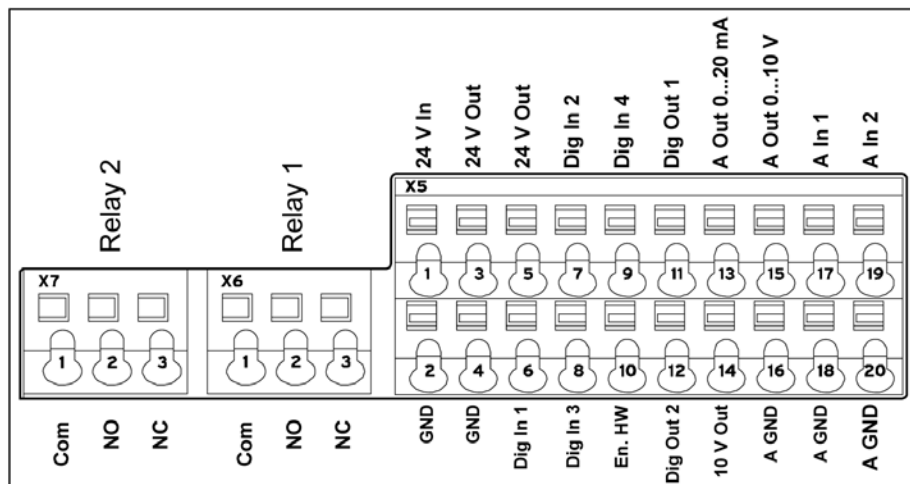 24 V In
24 V Out
24 V Out
Dig In 2
Dig In 4
Dig Out 1
A Out 0...20 mA
A Out 0...10 V
A In 1
A In 2
Relay 2
Relay 1
X5
1 3 5 7 9 11 13 15 17 19
X7
X6
1 2 3
1 2 3
2 4 6 8 10 12 14 16 18 20
Com
NO
NC
Com
NO
NC
GND
GND
Dig In 1
Dig In 3
En. HW
Dig Out 2
10 V Out
A GND
A GND
A GND